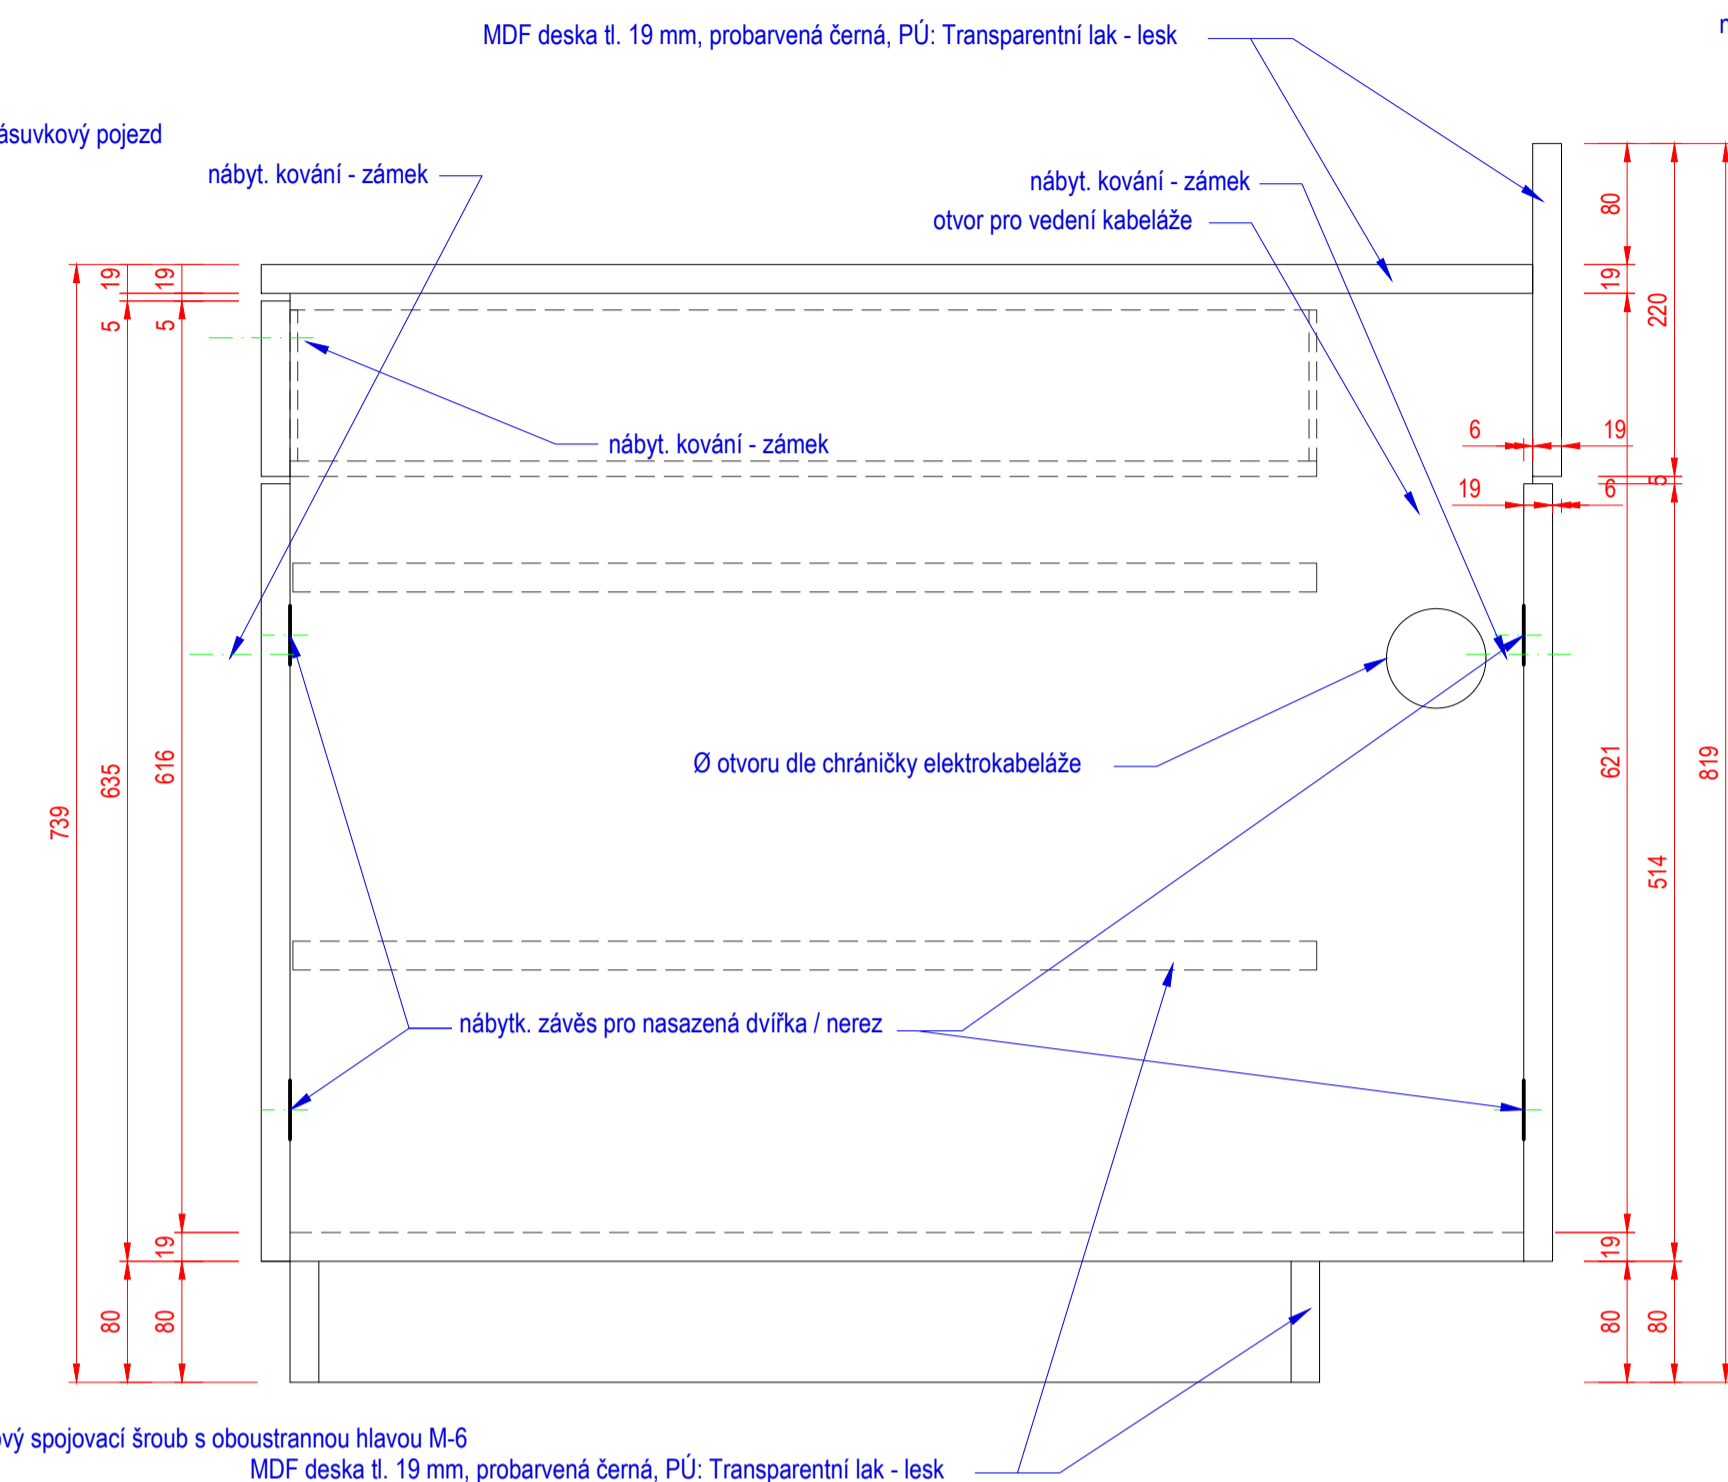 MDF deska tl. 19 mm, probarvená černá, PÚ: Transparentní lak - lesk
ásuvkový pojezd
nábyt. kování - zámek
nábyt. kování - zámek
otvor pro vedení kabeláže
80
19
19
19
5
5
220
nábyt. kování - zámek
6
19
19
6
5
Ø otvoru dle chráničky elektrokabeláže
739
635
616
621
514
819
nábytk. závěs pro nasazená dvířka / nerez
19
19
80
80
80
80
ový spojovací šroub s oboustrannou hlavou M-6
MDF deska tl. 19 mm, probarvená černá, PÚ: Transparentní lak - lesk